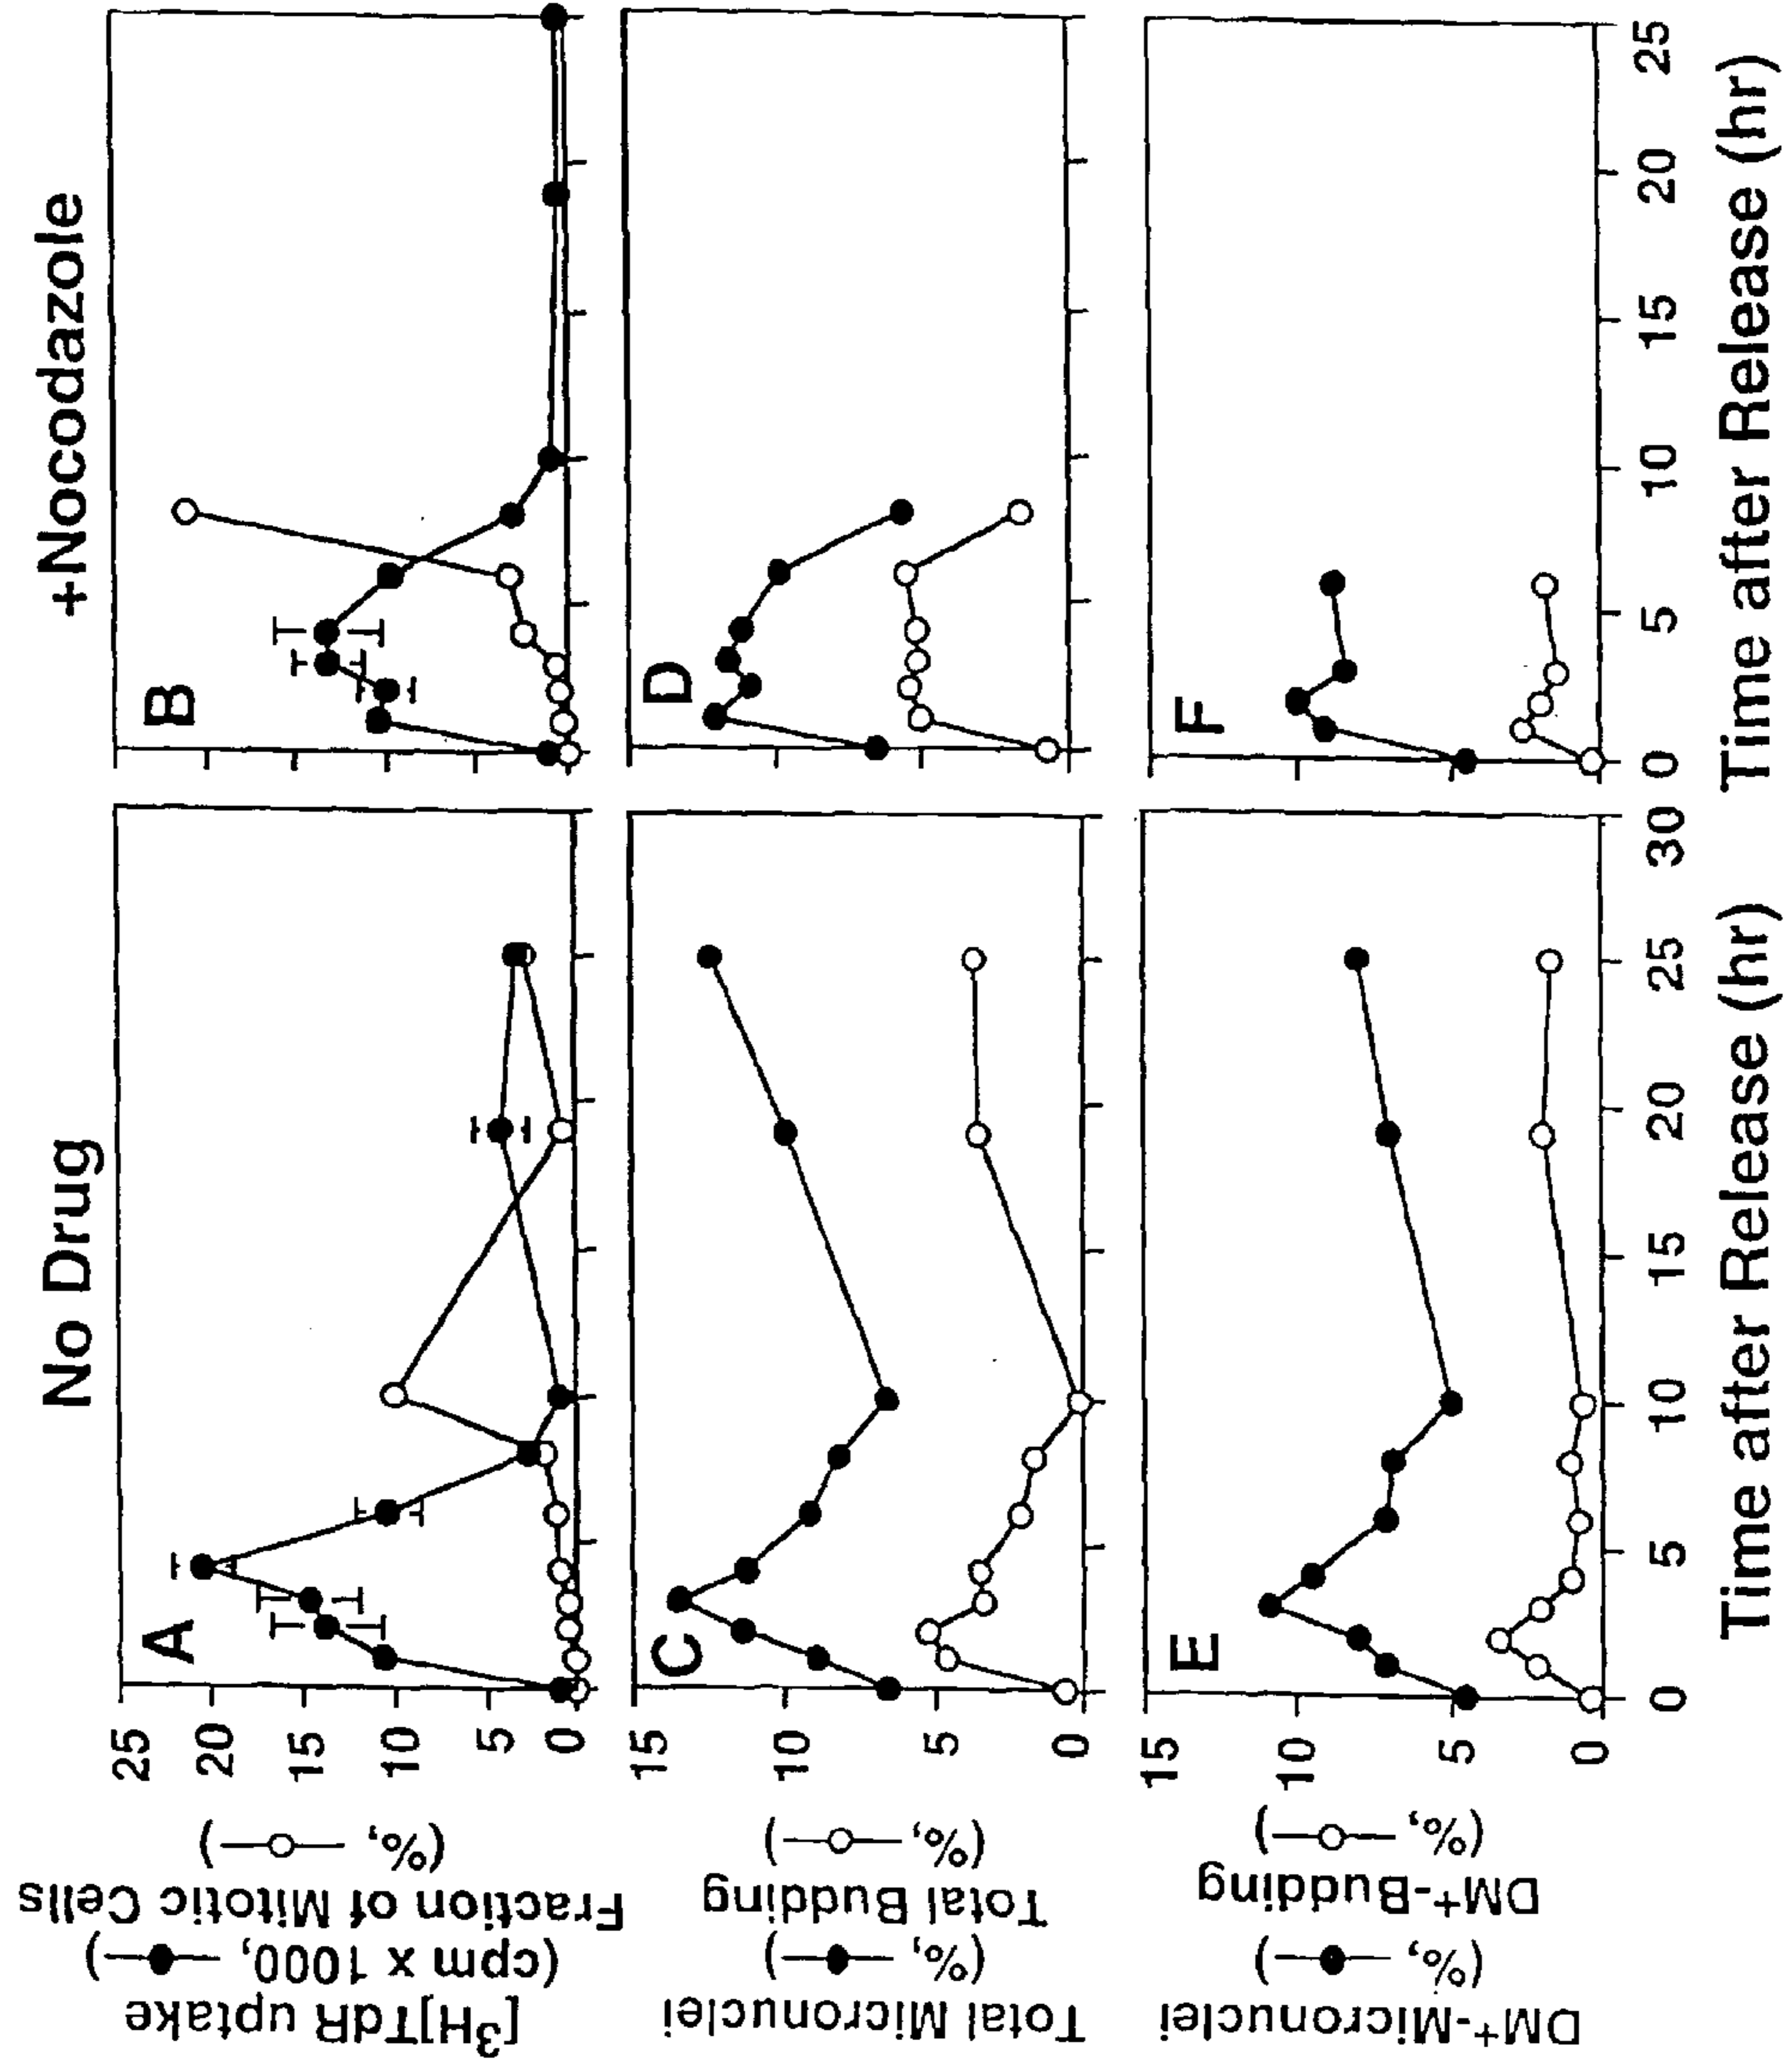 No Drug
+Nocodazole
[³H]TdR uptake
(cpm x 1000, —●—)
Fraction of Mitotic Cells
(%, —○—)
25
20
15
10
5
0
A
B
Total Micronuclei
(%, —●—)
Total Budding
(%, —○—)
15
10
5
0
C
D
DM⁺-Micronuclei
(%, —●—)
DM⁺-Budding
(%, —○—)
15
10
5
0
E
F
0 5 10 15 20 25 30
0 5 10 15 20 25
Time after Release (hr)
Time after Release (hr)